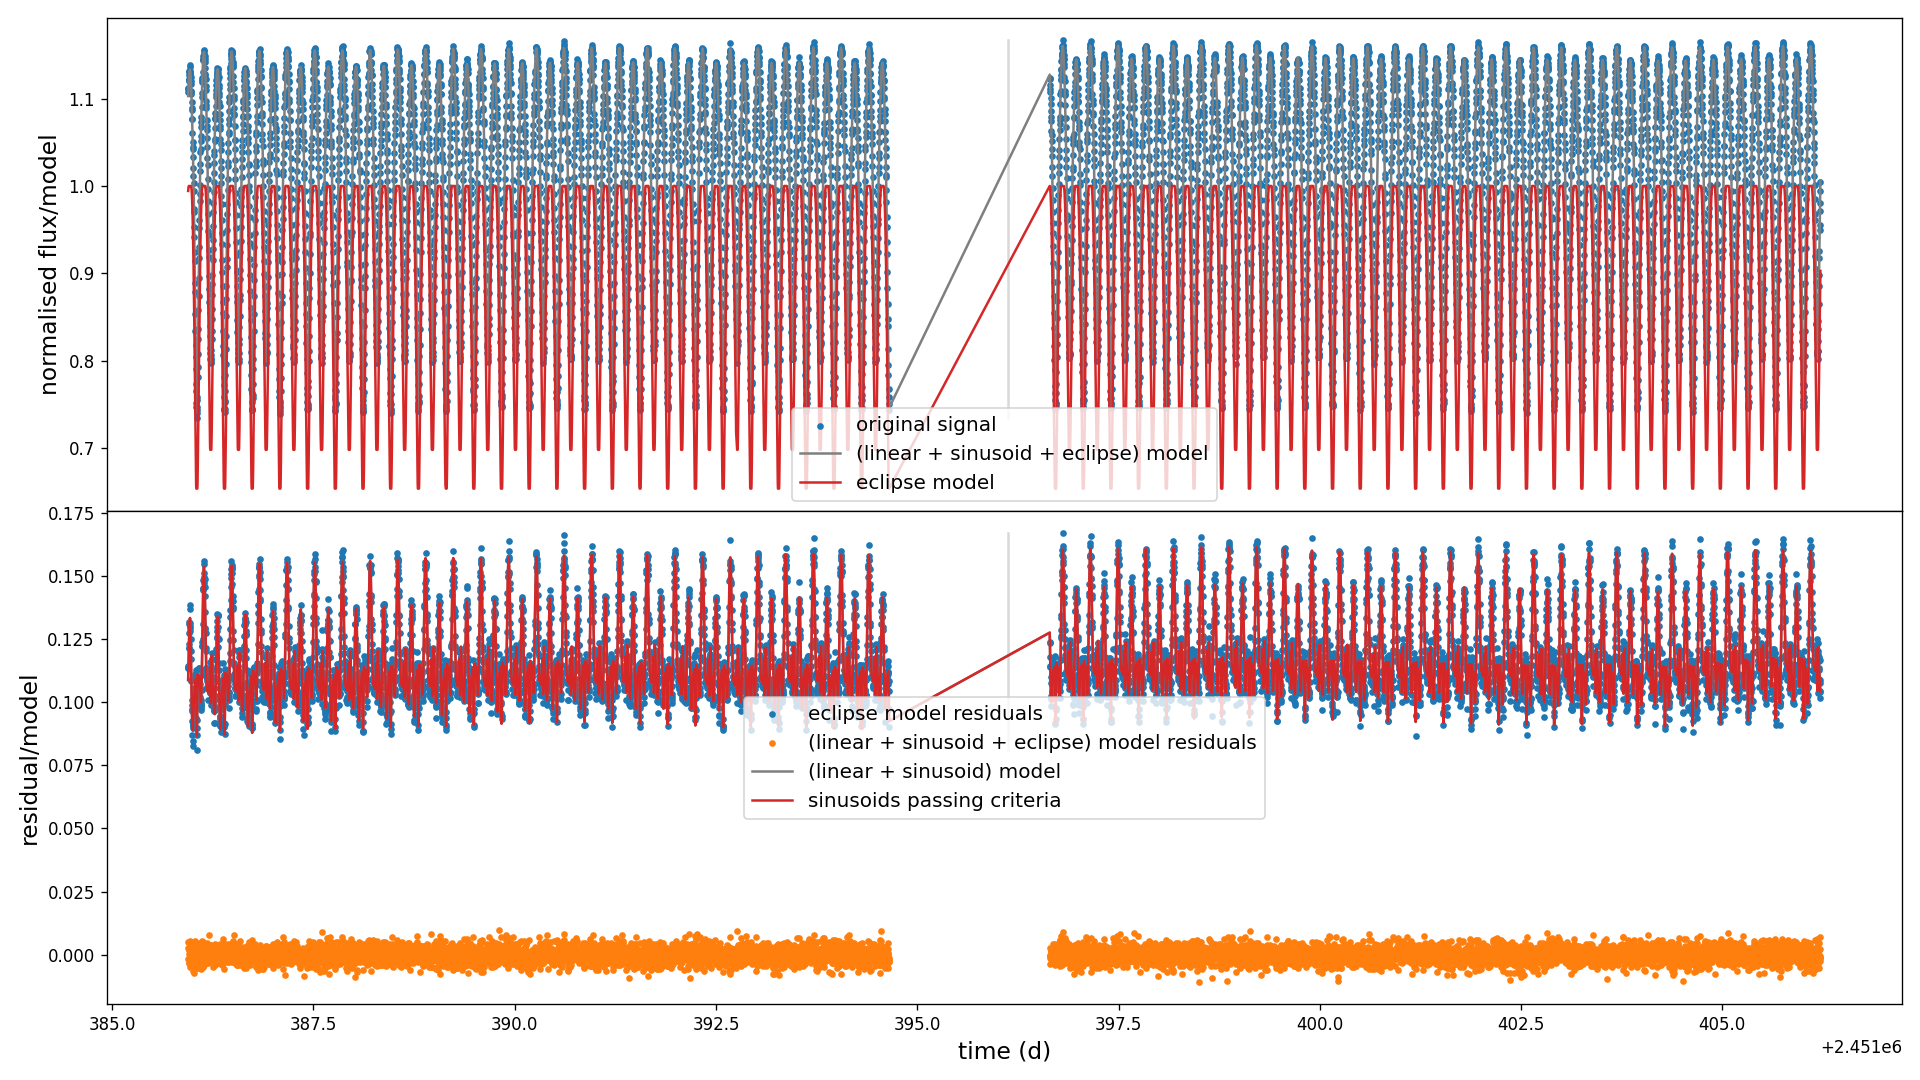 normalised flux/model
1.1
1.0
0.9
0.8
0.7
original signal
(linear + sinusoid + eclipse) model
eclipse model
residual/model
0.175
0.150
0.125
0.100
0.075
0.050
0.025
0.000
eclipse model residuals
(linear + sinusoid + eclipse) model residuals
(linear + sinusoid) model
sinusoids passing criteria
385.0 387.5 390.0 392.5 395.0 397.5 400.0 402.5 405.0
time (d)
+2.451e6